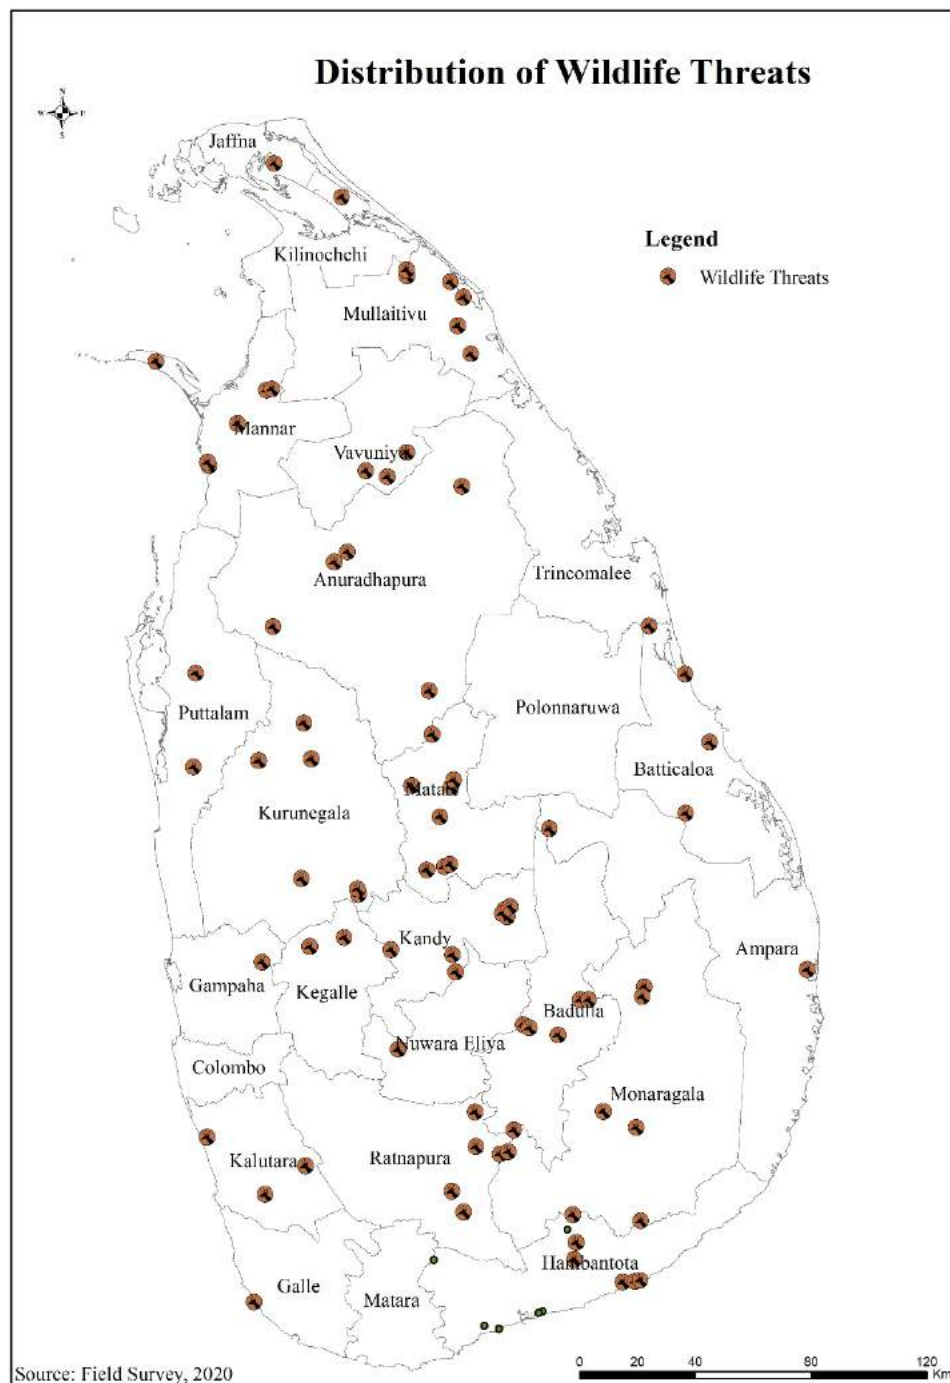 Distribution of Wildlife Threats
N
W
S
Jaffna
Legend
Kilinochchi
Wildlife Threats
Mullaitivu
Mannar
Vavuniya
Anuradhapura
Trincomalee
Polonnaruwa
Puttalam
Batticaloa
Matale
Kurunegala
Kandy
Ampara
Gampaha
Kegalle
Badulla
Nuwara Eliya
Colombo
Monaragala
Ratnapura
Kalutara
Hambantota
Galle
Matara
Source: Field Survey, 2020
0 20 40 80 120
Km